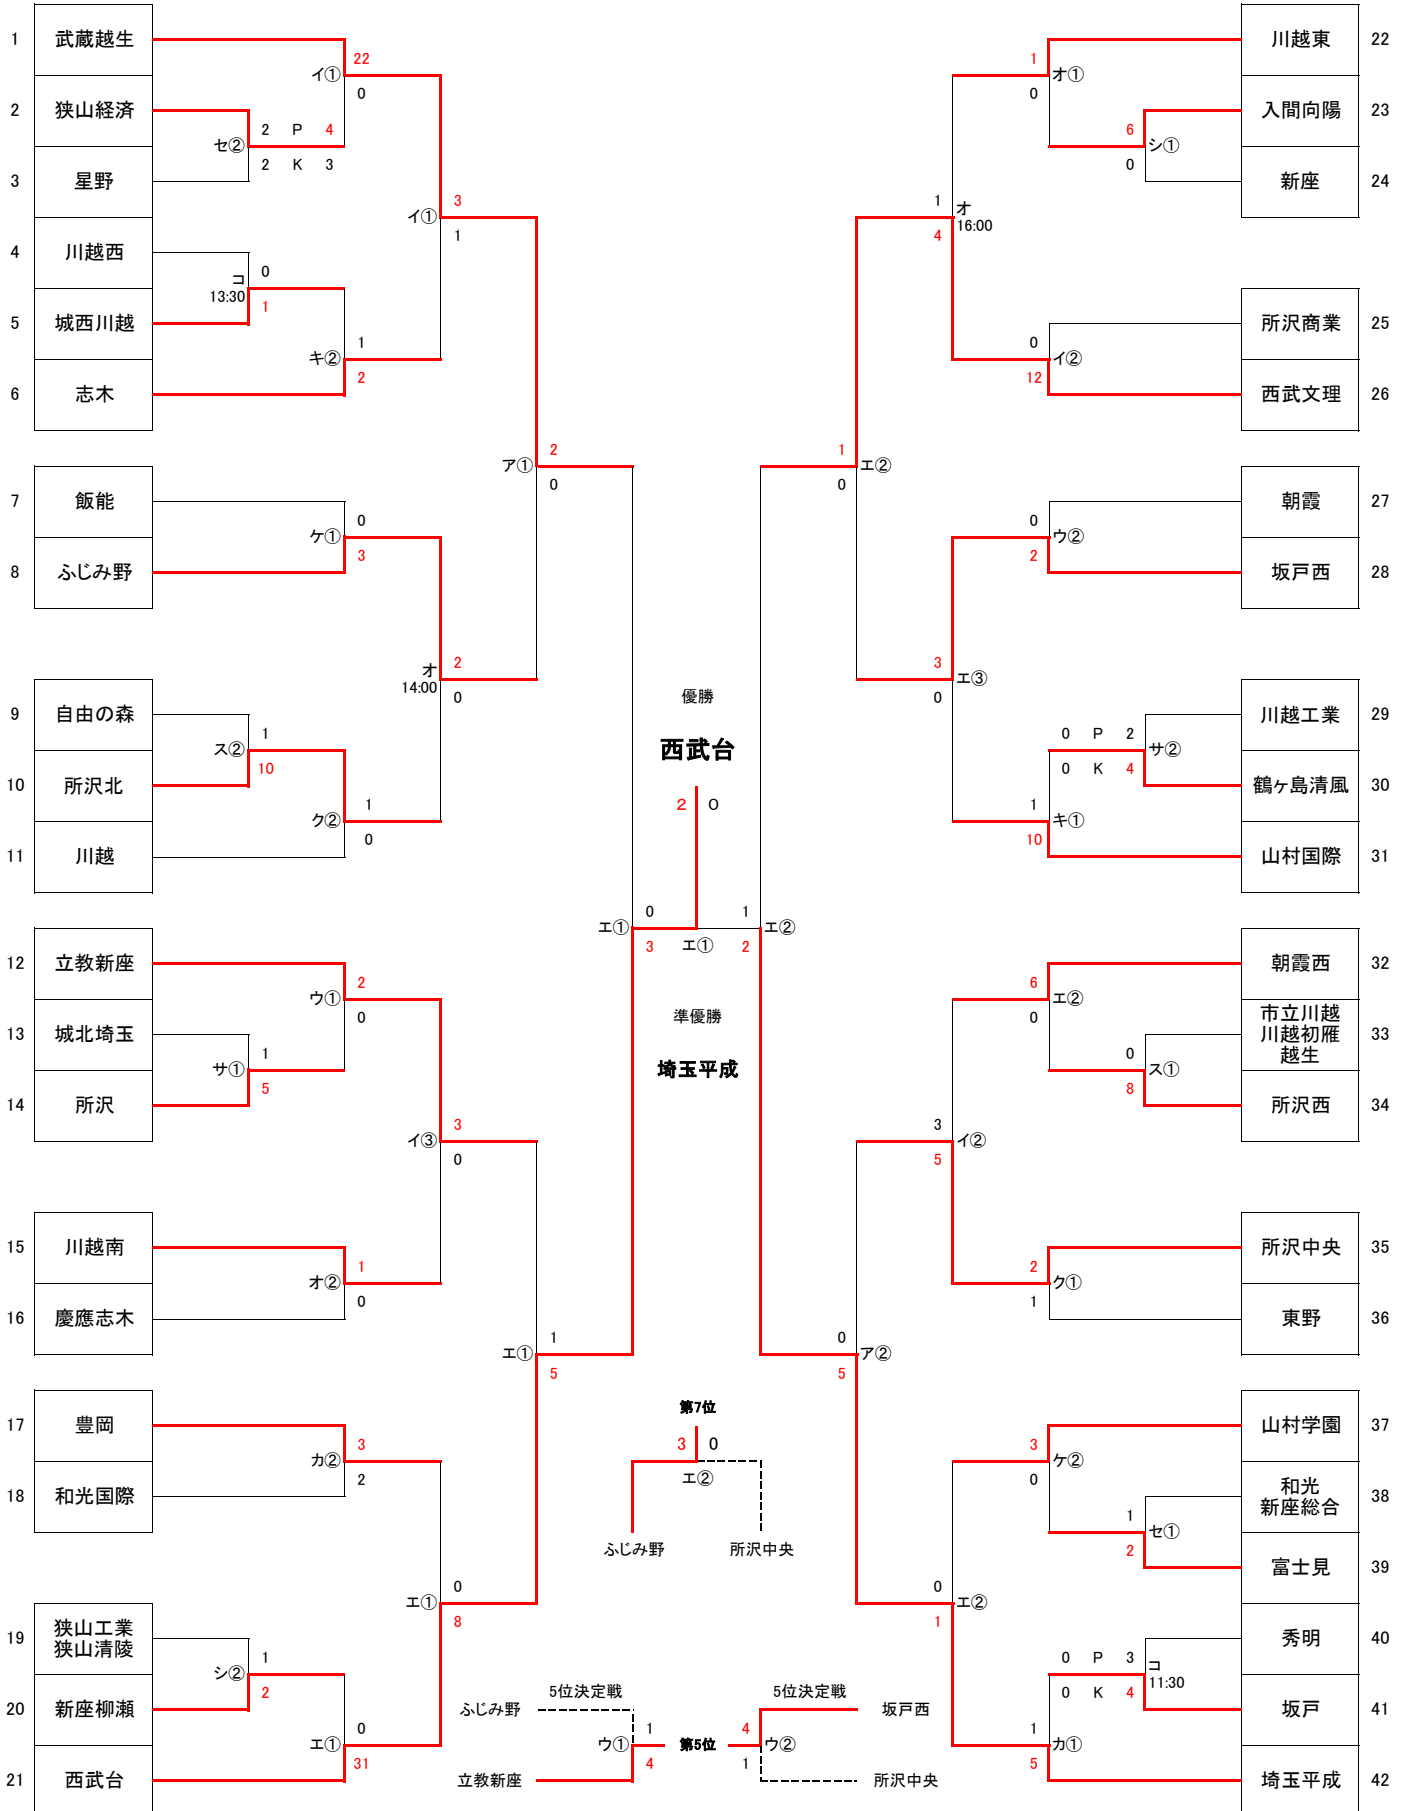 1 武蔵越生
2 狭山経済
3 星野
4 川越西
5 城西川越
6 志木
7 飯能
8 ふじみ野
9 自由の森
10 所沢北
11 川越
12 立教新座
13 城北埼玉
14 所沢
15 川越南
16 慶應志木
17 豊岡
18 和光国際
19 狭山工業
狭山清陵
20 新座柳瀬
21 西武台
イ① 22
0
セ② 2 P 4
2 K 3
イ① 3
1
コ 0
13:30 1
キ② 1
2
ア① 2
0
ケ① 0
3
オ 2
14:00 0
ス② 1
10
ク② 1
0
エ① 0
3
ウ① 2
0
サ① 1
5
イ③ 3
0
オ② 1
0
エ① 1
5
カ② 3
2
エ① 0
8
シ② 1
2
エ① 0
31
優勝
西武台
2 0
エ①
準優勝
埼玉平成
第7位
3 0
エ②
ふじみ野 所沢中央
5位決定戦 5位決定戦
ふじみ野 坂戸西
ウ① 1 第5位 4 ウ②
4 1
立教新座 所沢中央
1 オ①
0
6 シ①
0
1 オ
4 16:00
0 イ②
12
1 エ②
0
0 ウ②
2
3 エ③
0
0 P 2 サ②
0 K 4
1 キ①
10
1 エ②
2
6 エ②
0
0 ス①
8
3 イ②
5
2 ク①
1
0 ア②
5
3 ケ②
0
1 セ①
2
0 エ②
1
0 P 3 コ
0 K 4 11:30
1 カ①
5
川越東 22
入間向陽 23
新座 24
所沢商業 25
西武文理 26
朝霞 27
坂戸西 28
川越工業 29
鶴ヶ島清風 30
山村国際 31
朝霞西 32
市立川越
川越初雁 33
越生
所沢西 34
所沢中央 35
東野 36
山村学園 37
和光 38
新座総合
富士見 39
秀明 40
坂戸 41
埼玉平成 42